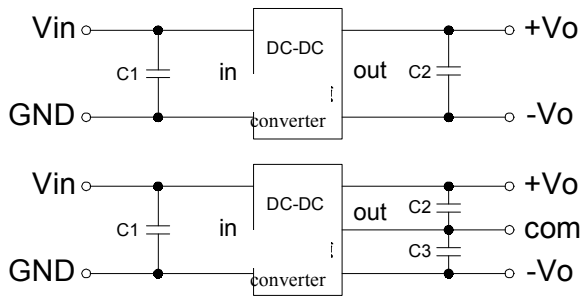 Vin
DC-DC
+Vo
C1
in
out
C2
GND
converter
-Vo
Vin
DC-DC
+Vo
C1
in
out
C2
com
C3
GND
converter
-Vo